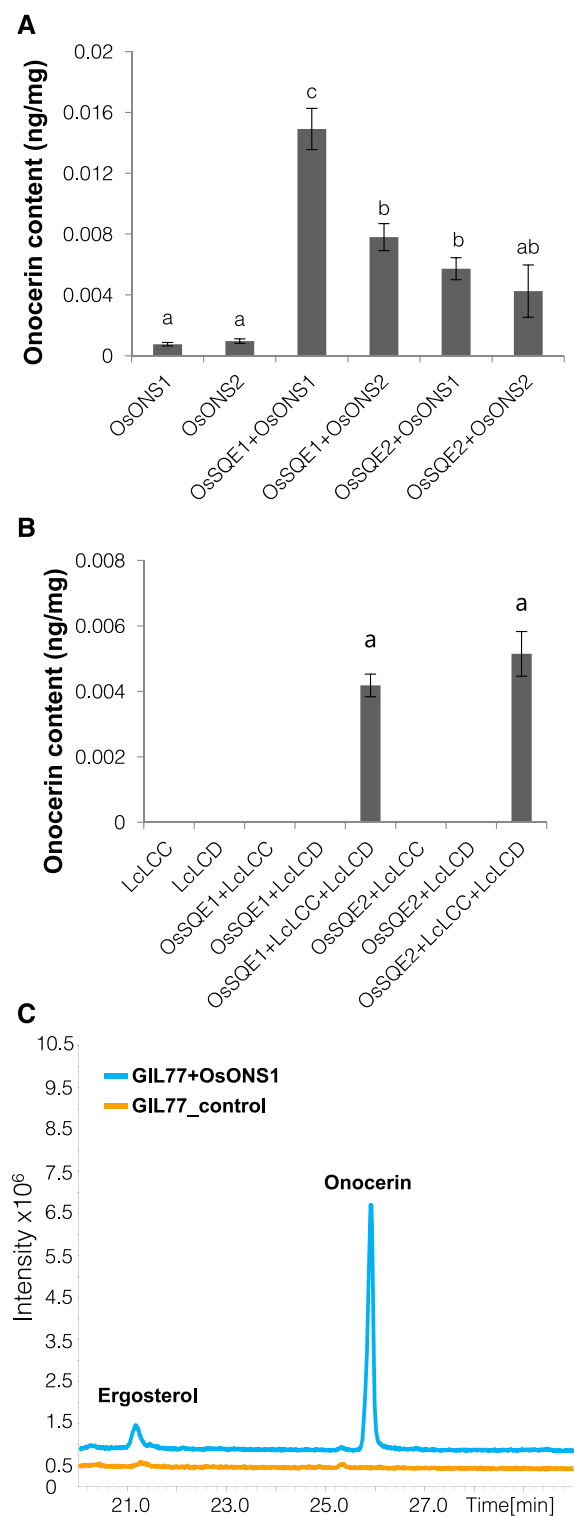 A
Onocerin content (ng/mg)
0.02
0.016
0.012
0.008
0.004
0
a
a
c
b
b
ab
OsONS1
OsONS2
OsSQE1+OsONS1
OsSQE1+OsONS2
OsSQE2+OsONS1
OsSQE2+OsONS2
B
Onocerin content (ng/mg)
0.008
0.006
0.004
0.002
0
a
a
LcLCC
LcLCD
OsSQE1+LcLCC
OsSQE1+LcLCD
OsSQE1+LcLCC+LcLCD
OsSQE2+LcLCC
OsSQE2+LcLCD
OsSQE2+LcLCC+LcLCD
C
Intensity x10⁶
10.5
9.5
8.5
7.5
6.5
5.5
4.5
3.5
2.5
1.5
0.5
0
GIL77+OsONS1
GIL77_control
Onocerin
Ergosterol
21.0
23.0
25.0
27.0
Time[min]